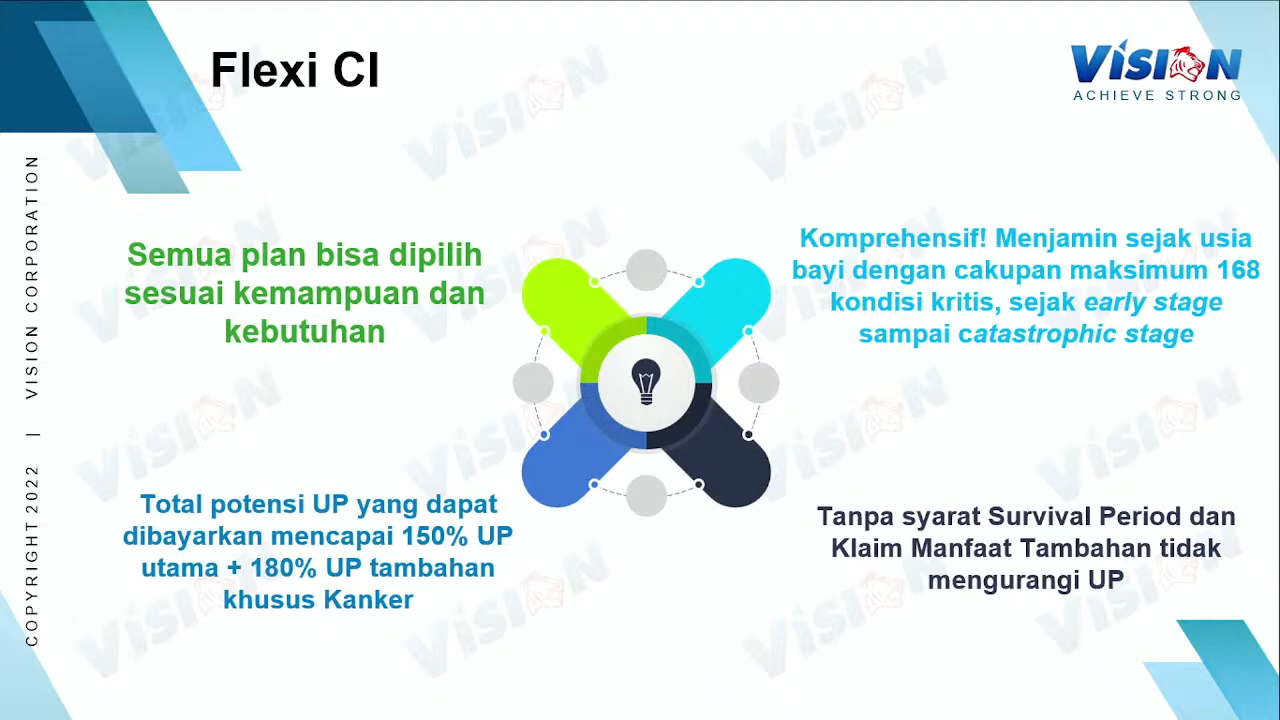 Flexi CI
VISION
ACHIEVE STRONG
COPYRIGHT 2022 | VISION CORPORATION
Semua plan bisa dipilih
sesuai kemampuan dan
kebutuhan
Komprehensif! Menjamin sejak usia
bayi dengan cakupan maksimum 168
kondisi kritis, sejak early stage
sampai catastrophic stage
Total potensi UP yang dapat
dibayarkan mencapai 150% UP
utama + 180% UP tambahan
khusus Kanker
Tanpa syarat Survival Period dan
Klaim Manfaat Tambahan tidak
mengurangi UP